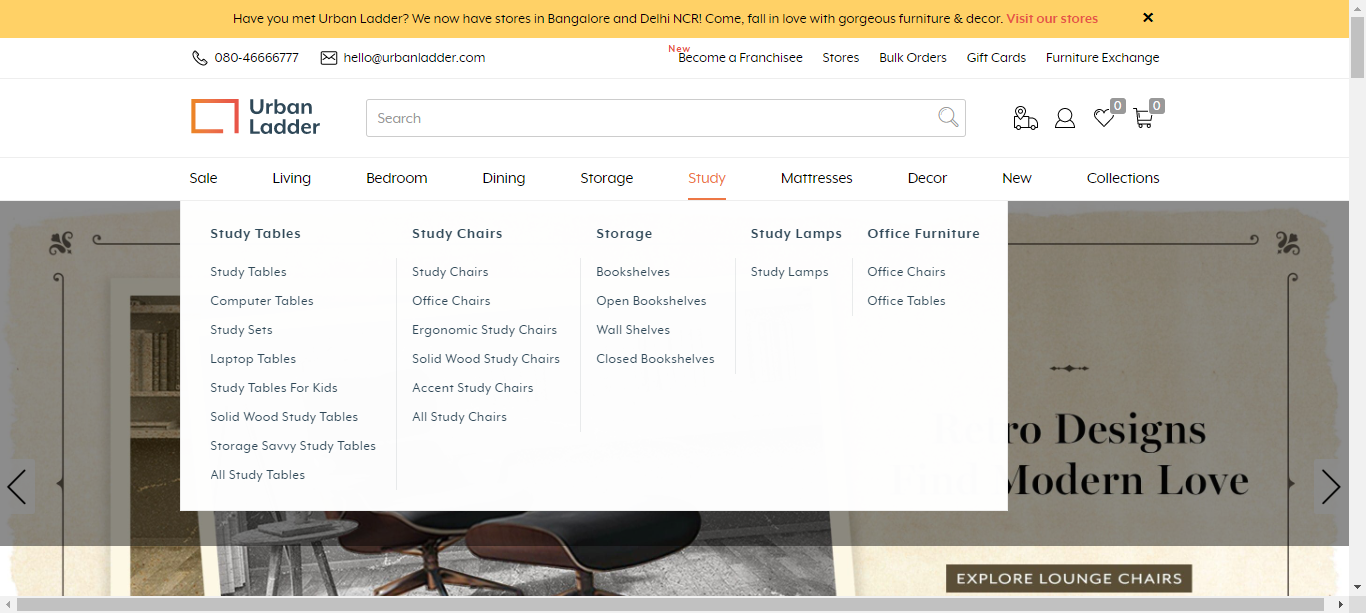 Have you met Urban Ladder? We now have stores in Bangalore and Delhi NCR! Come, fall in love with gorgeous furniture & decor. Visit our stores
080-46666777 hello@urbanladder.com New Become a Franchisee Stores Bulk Orders Gift Cards Furniture Exchange
Urban
Ladder
Search
0 0
Sale Living Bedroom Dining Storage Study Mattresses Decor New Collections
Study Tables
Study Tables
Computer Tables
Study Sets
Laptop Tables
Study Tables For Kids
Solid Wood Study Tables
Storage Savvy Study Tables
All Study Tables
Study Chairs
Study Chairs
Office Chairs
Ergonomic Study Chairs
Solid Wood Study Chairs
Accent Study Chairs
All Study Chairs
Storage
Bookshelves
Open Bookshelves
Wall Shelves
Closed Bookshelves
Study Lamps
Study Lamps
Office Furniture
Office Chairs
Office Tables
Retro Designs
Find Modern Love
EXPLORE LOUNGE CHAIRS